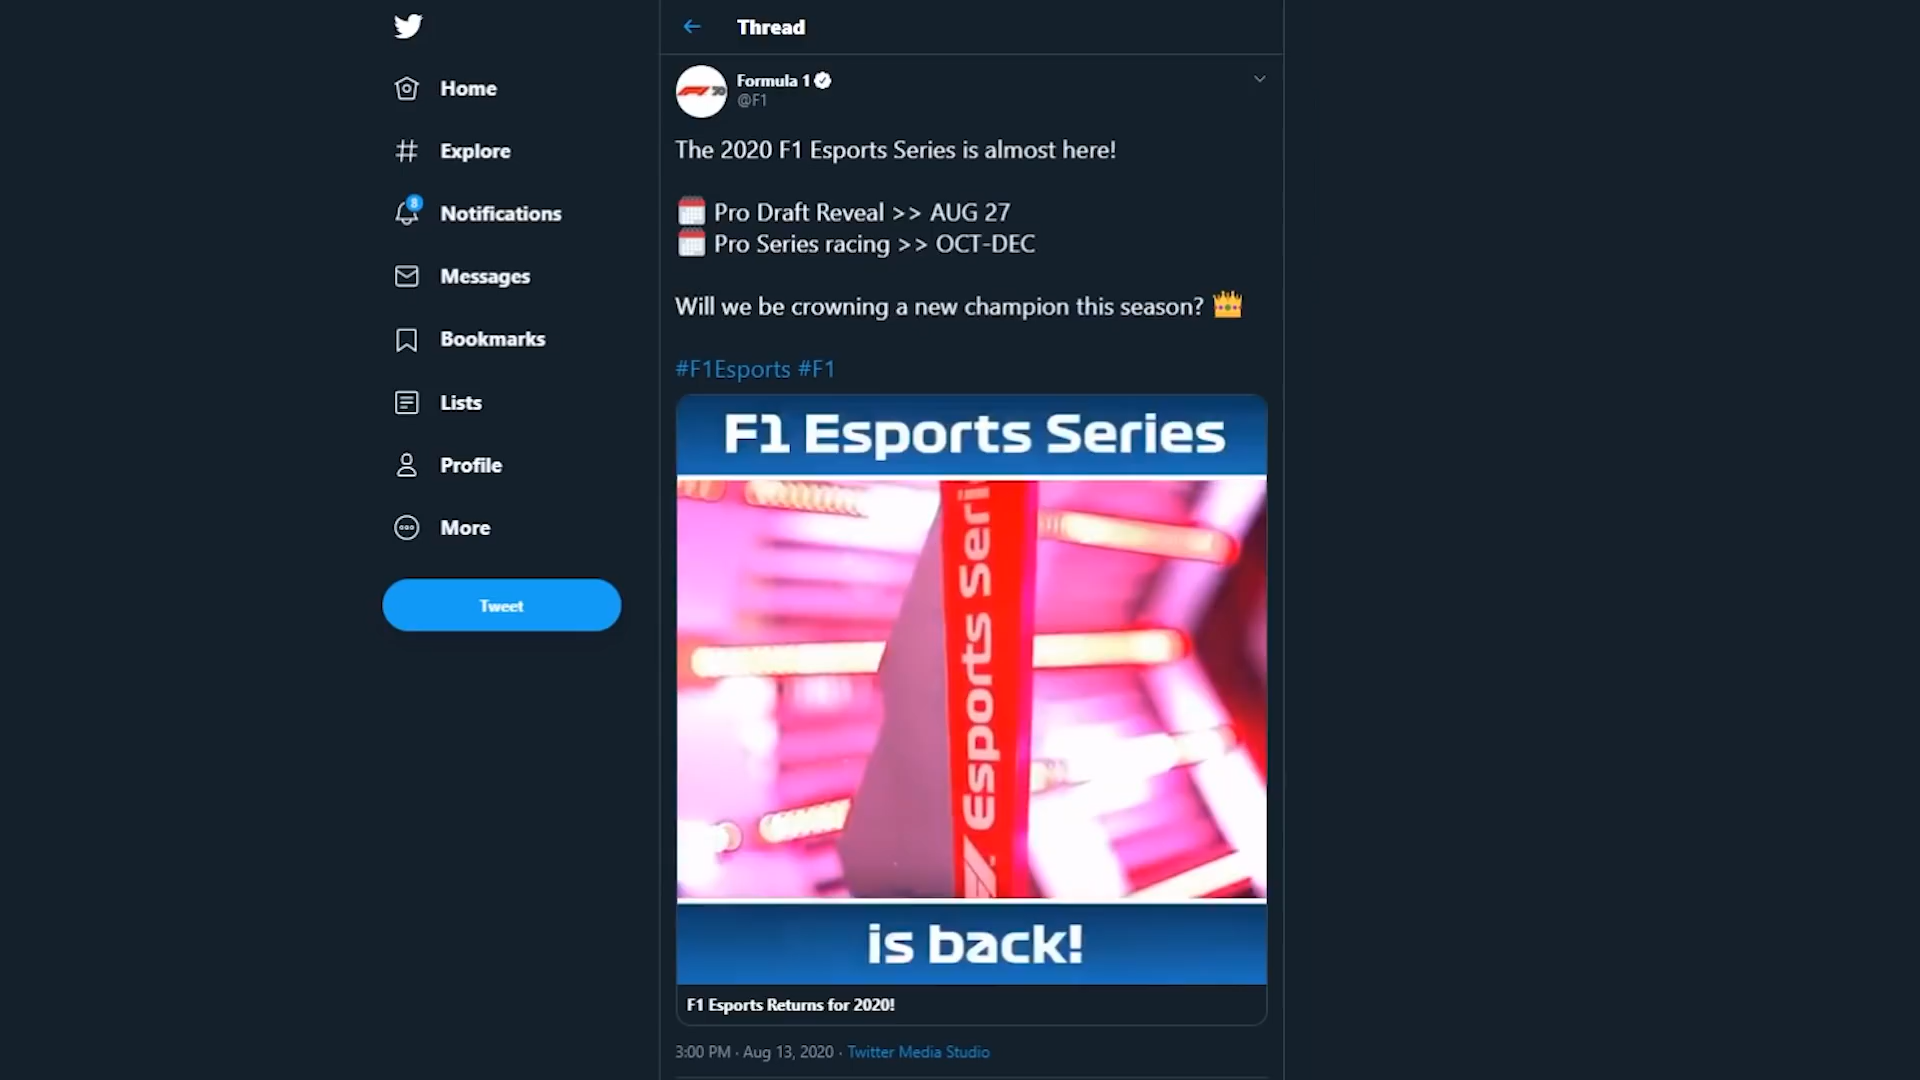 Thread
Home
Explore
8
Notifications
Messages
Bookmarks
Lists
Profile
More
Tweet
Formula 1
@F1
The 2020 F1 Esports Series is almost here!
Pro Draft Reveal >> AUG 27
Pro Series racing >> OCT-DEC
Will we be crowning a new champion this season?
#F1Esports #F1
F1 Esports Series
Esports Seri
is back!
F1 Esports Returns for 2020!
3:00 PM · Aug 13, 2020 · Twitter Media Studio